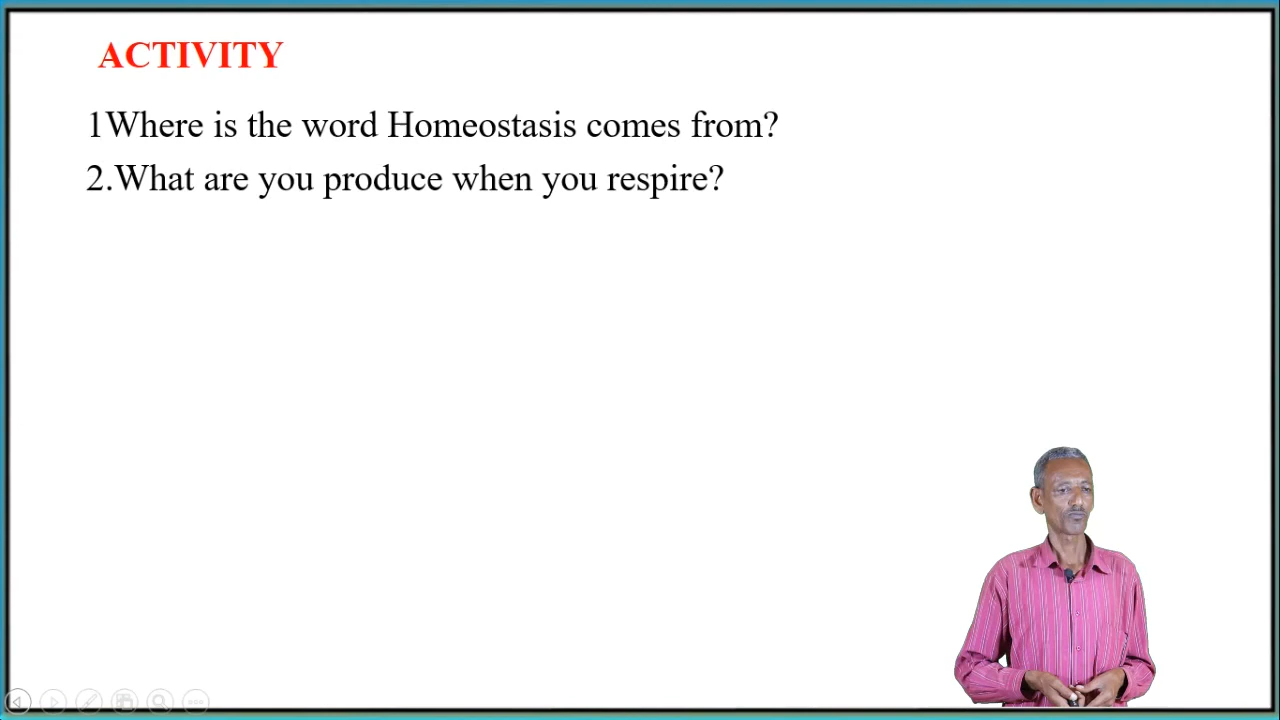 ACTIVITY
1Where is the word Homeostasis comes from?
2.What are you produce when you respire?